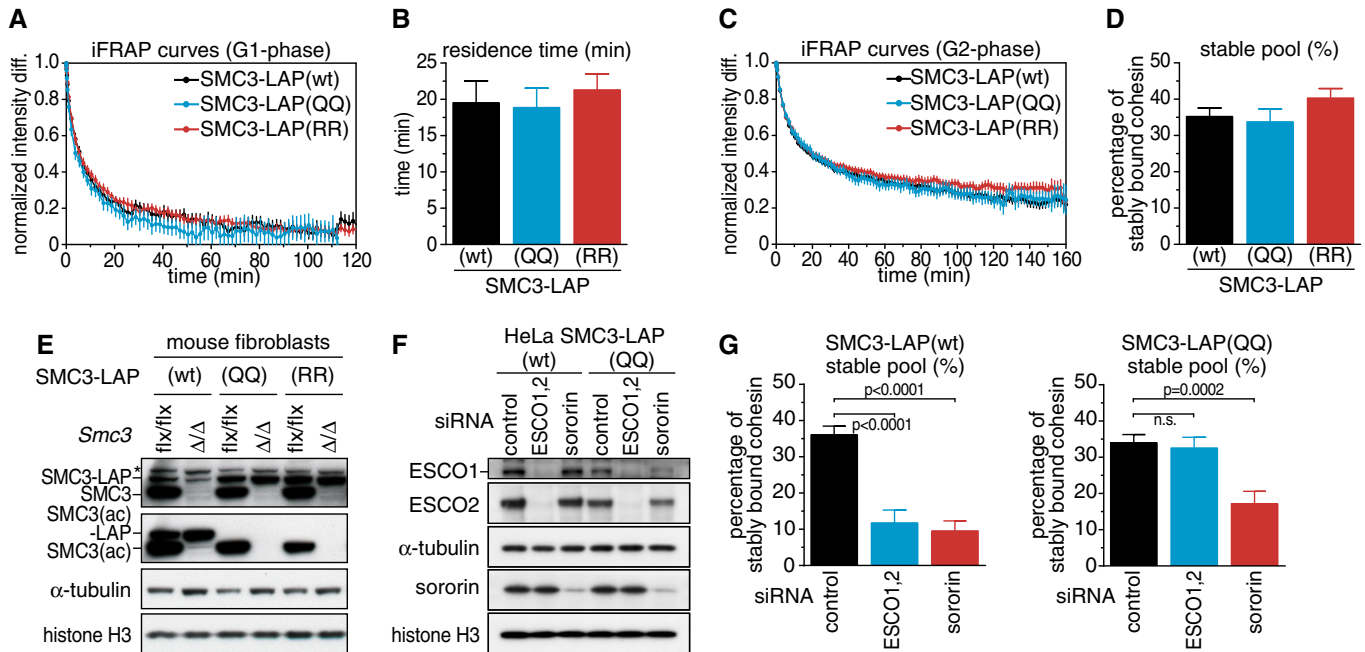 A
iFRAP curves (G1-phase)
SMC3-LAP(wt)
SMC3-LAP(QQ)
SMC3-LAP(RR)
normalized intensity diff.
1.0
0.8
0.6
0.4
0.2
0
0 20 40 60 80 100 120
time (min)
B
residence time (min)
time (min)
25
20
15
10
5
0
(wt) (QQ) (RR)
SMC3-LAP
C
iFRAP curves (G2-phase)
SMC3-LAP(wt)
SMC3-LAP(QQ)
SMC3-LAP(RR)
normalized intensity diff.
1.0
0.8
0.6
0.4
0.2
0
0 20 40 60 80 100 120 140 160
time (min)
D
stable pool (%)
percentage of
stably bound cohesin
50
40
30
20
10
0
(wt) (QQ) (RR)
SMC3-LAP
E
mouse fibroblasts
SMC3-LAP (wt) (QQ) (RR)
Smc3 flx/flx Δ/Δ flx/flx Δ/Δ flx/flx Δ/Δ
*
SMC3-LAP
SMC3
SMC3(ac)
-LAP
SMC3(ac)
α-tubulin
histone H3
F
HeLa SMC3-LAP
(wt) (QQ)
siRNA control ESCO1,2 sororin control ESCO1,2 sororin
ESCO1
ESCO2
α-tubulin
sororin
histone H3
G
SMC3-LAP(wt)
stable pool (%)
percentage of
stably bound cohesin
50
40
30
20
10
0
p<0.0001
p<0.0001
siRNA control ESCO1,2 sororin
SMC3-LAP(QQ)
stable pool (%)
percentage of
stably bound cohesin
50
40
30
20
10
0
p=0.0002
n.s.
siRNA control ESCO1,2 sororin